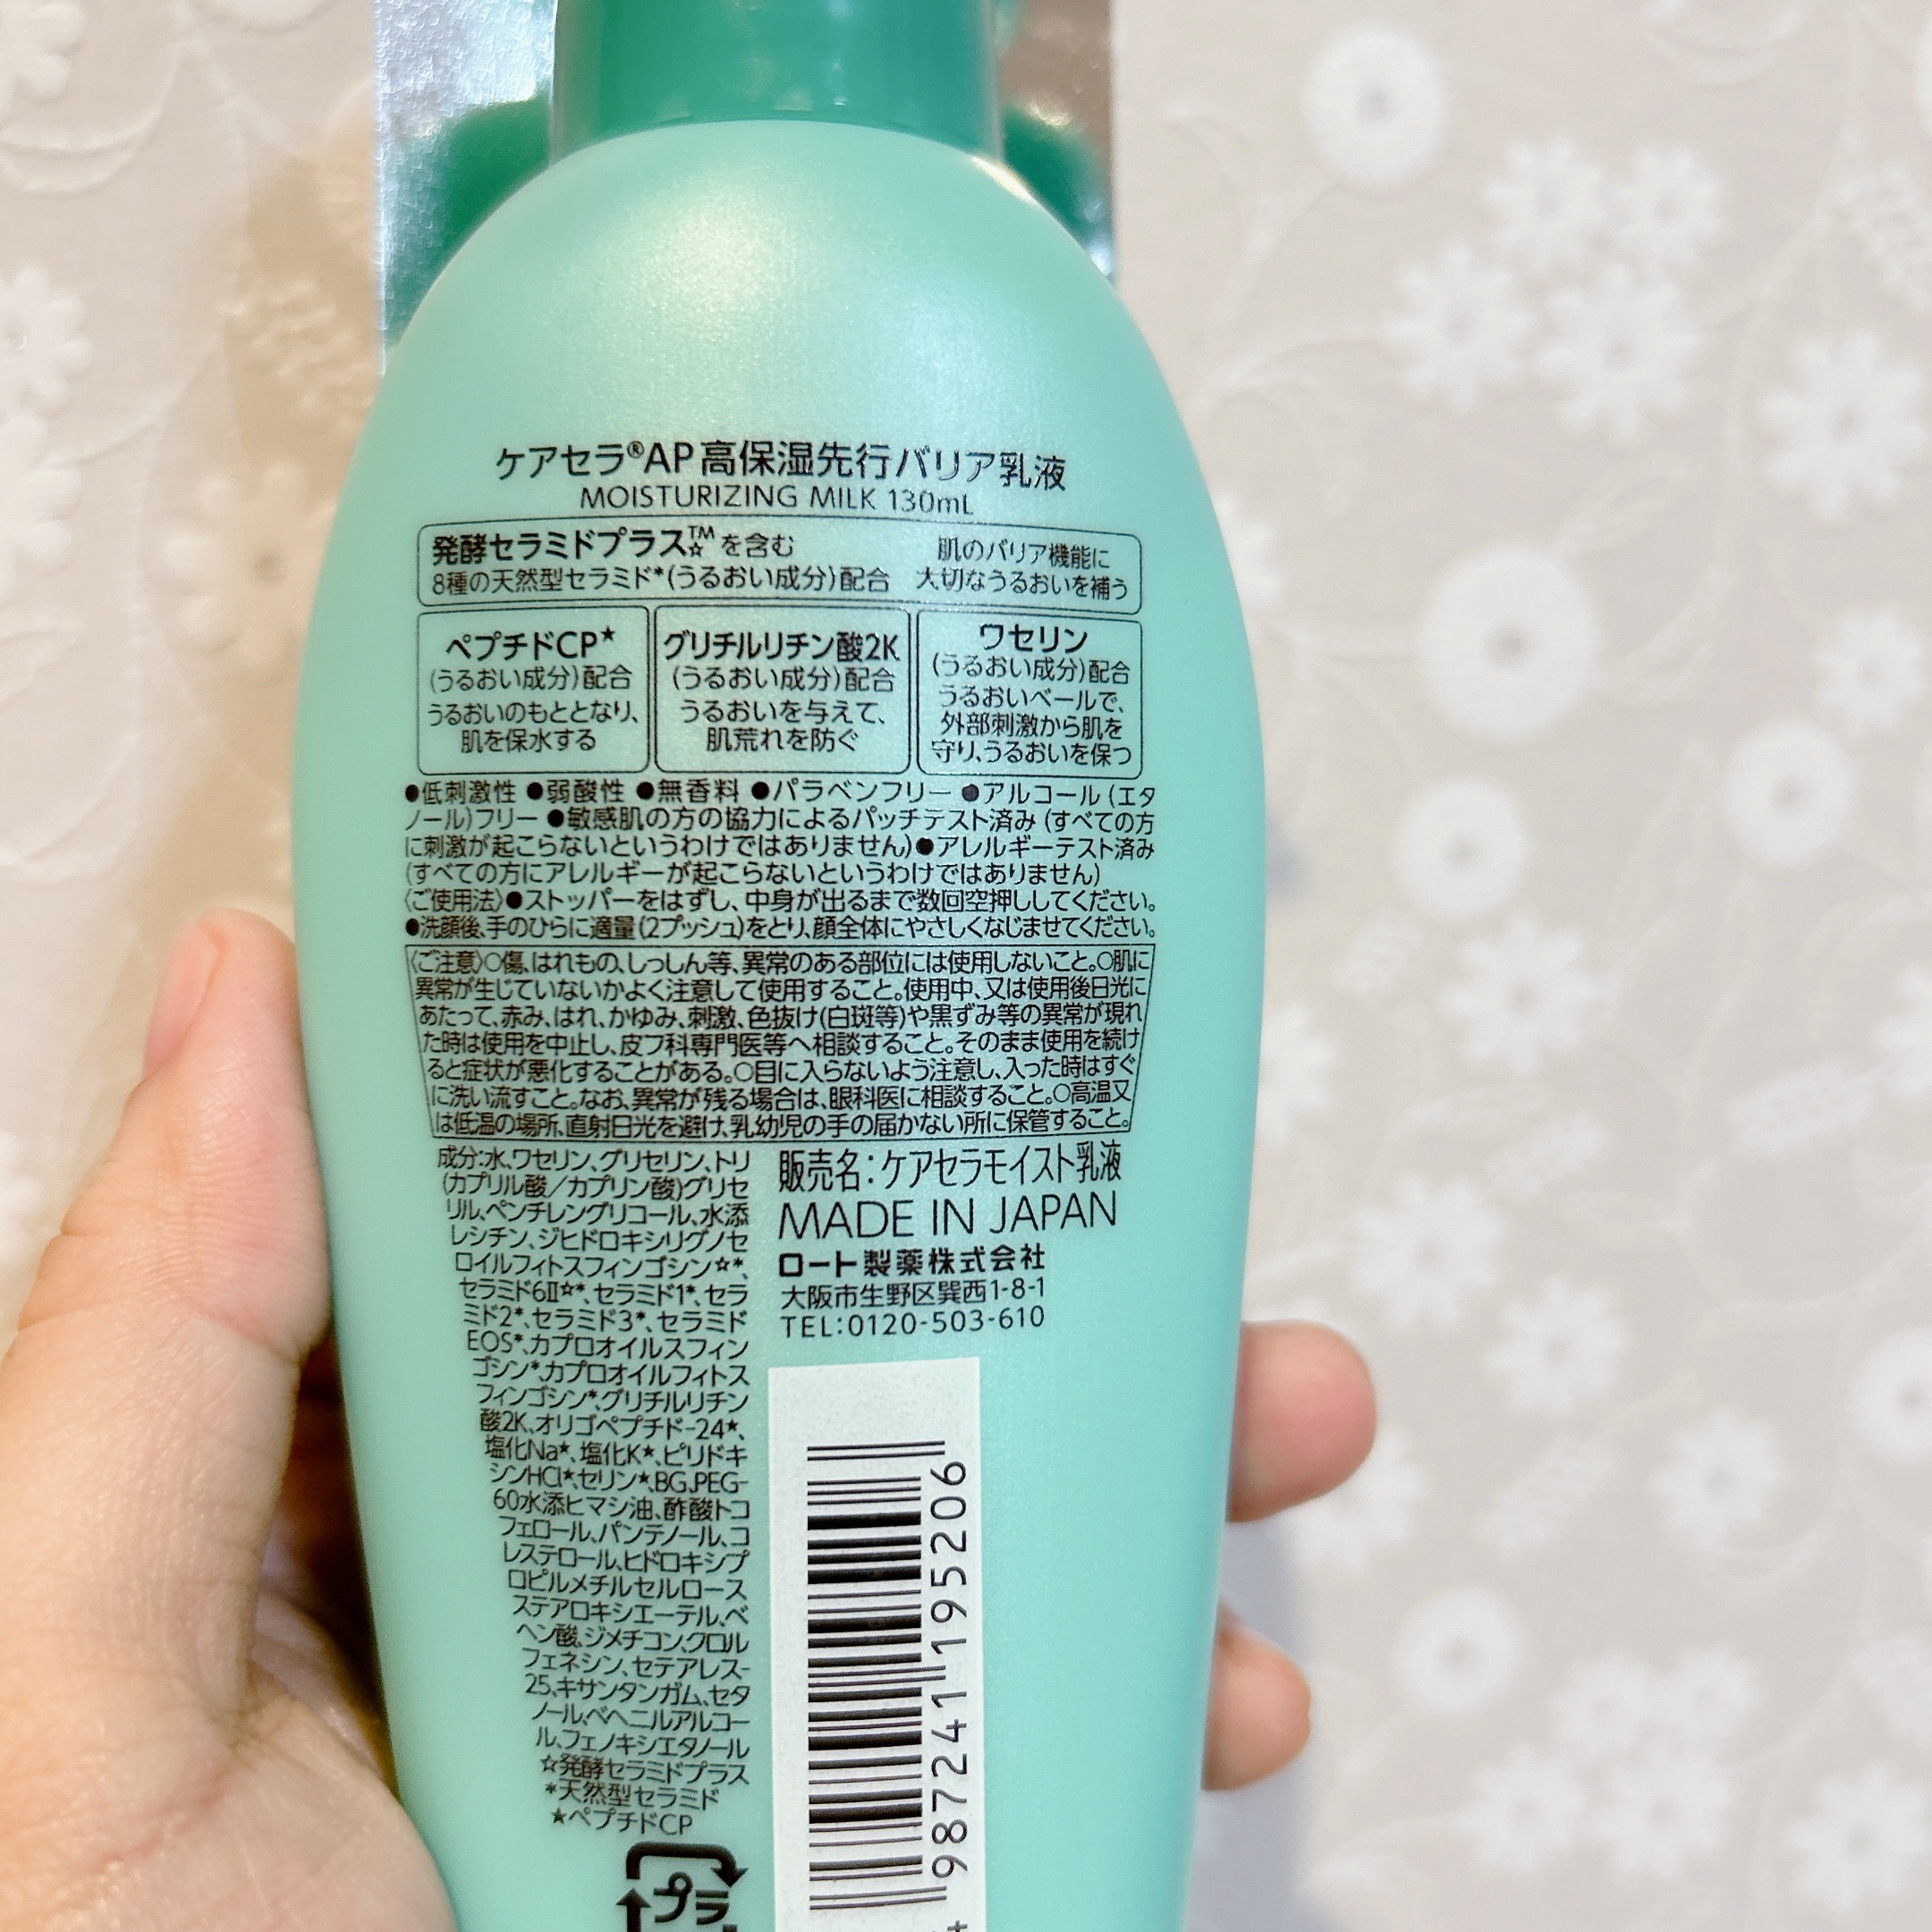 ケアセラ®AP高保湿先行バリア乳液
MOISTURIZING MILK 130mL
発酵セラミドプラス™☆を含む
8種の天然型セラミド*(うるおい成分)配合
肌のバリア機能に
大切なうるおいを補う
ペプチドCP★
(うるおい成分)配合
うるおいのもととなり、
肌を保水する
グリチルリチン酸2K
(うるおい成分)配合
うるおいを与えて、
肌荒れを防ぐ
ワセリン
(うるおい成分)配合
うるおいベールで、
外部刺激から肌を
守り、うるおいを保つ
●低刺激性 ●弱酸性 ●無香料 ●パラベンフリー ●アルコール(エタ
ノール)フリー ●敏感肌の方の協力によるパッチテスト済み(すべての方
に刺激が起こらないというわけではありません)●アレルギーテスト済み
(すべての方にアレルギーが起こらないというわけではありません)
〈ご使用法〉●ストッパーをはずし、中身が出るまで数回空押ししてください。
●洗顔後、手のひらに適量(2プッシュ)をとり、顔全体にやさしくなじませてください。
〈ご注意〉○傷、はれもの、しっしん等、異常のある部位には使用しないこと。○肌に
異常が生じていないかよく注意して使用すること。使用中、又は使用後日光に
あたって、赤み、はれ、かゆみ、刺激、色抜け(白斑等)や黒ずみ等の異常が現れ
た時は使用を中止し、皮フ科専門医等へ相談すること。そのまま使用を続け
ると症状が悪化することがある。○目に入らないよう注意し、入った時はすぐ
に洗い流すこと。なお、異常が残る場合は、眼科医に相談すること。○高温又
は低温の場所、直射日光を避け、乳幼児の手の届かない所に保管すること。
成分:水、ワセリン、グリセリン、トリ
(カプリル酸/カプリン酸)グリセ
リル、ペンチレングリコール、水添
レシチン、ジヒドロキシリグノセ
ロイルフィトスフィンゴシン☆*、
セラミド6Ⅱ☆*、セラミド1*、セラ
ミド2*、セラミド3*、セラミド
EOS*、カプロオイルスフィン
ゴシン*、カプロオイルフィトス
フィンゴシン*、グリチルリチン
酸2K、オリゴペプチド-24★、
塩化Na★、塩化K★、ピリドキ
シンHCl★、セリン★、BG、PEG-
60水添ヒマシ油、酢酸トコ
フェロール、パンテノール、コ
レステロール、ヒドロキシプ
ロピルメチルセルロース
ステアロキシエーテル、ベ
ヘン酸、ジメチコン、クロル
フェネシン、セテアレス-
25、キサンタンガム、セタ
ノール、ベヘニルアルコー
ル、フェノキシエタノール
☆発酵セラミドプラス
*天然型セラミド
★ペプチドCP
プラ
販売名:ケアセラモイスト乳液
MADE IN JAPAN
ロート製薬株式会社
大阪市生野区巽西1-8-1
TEL:0120-503-610
987241 195206